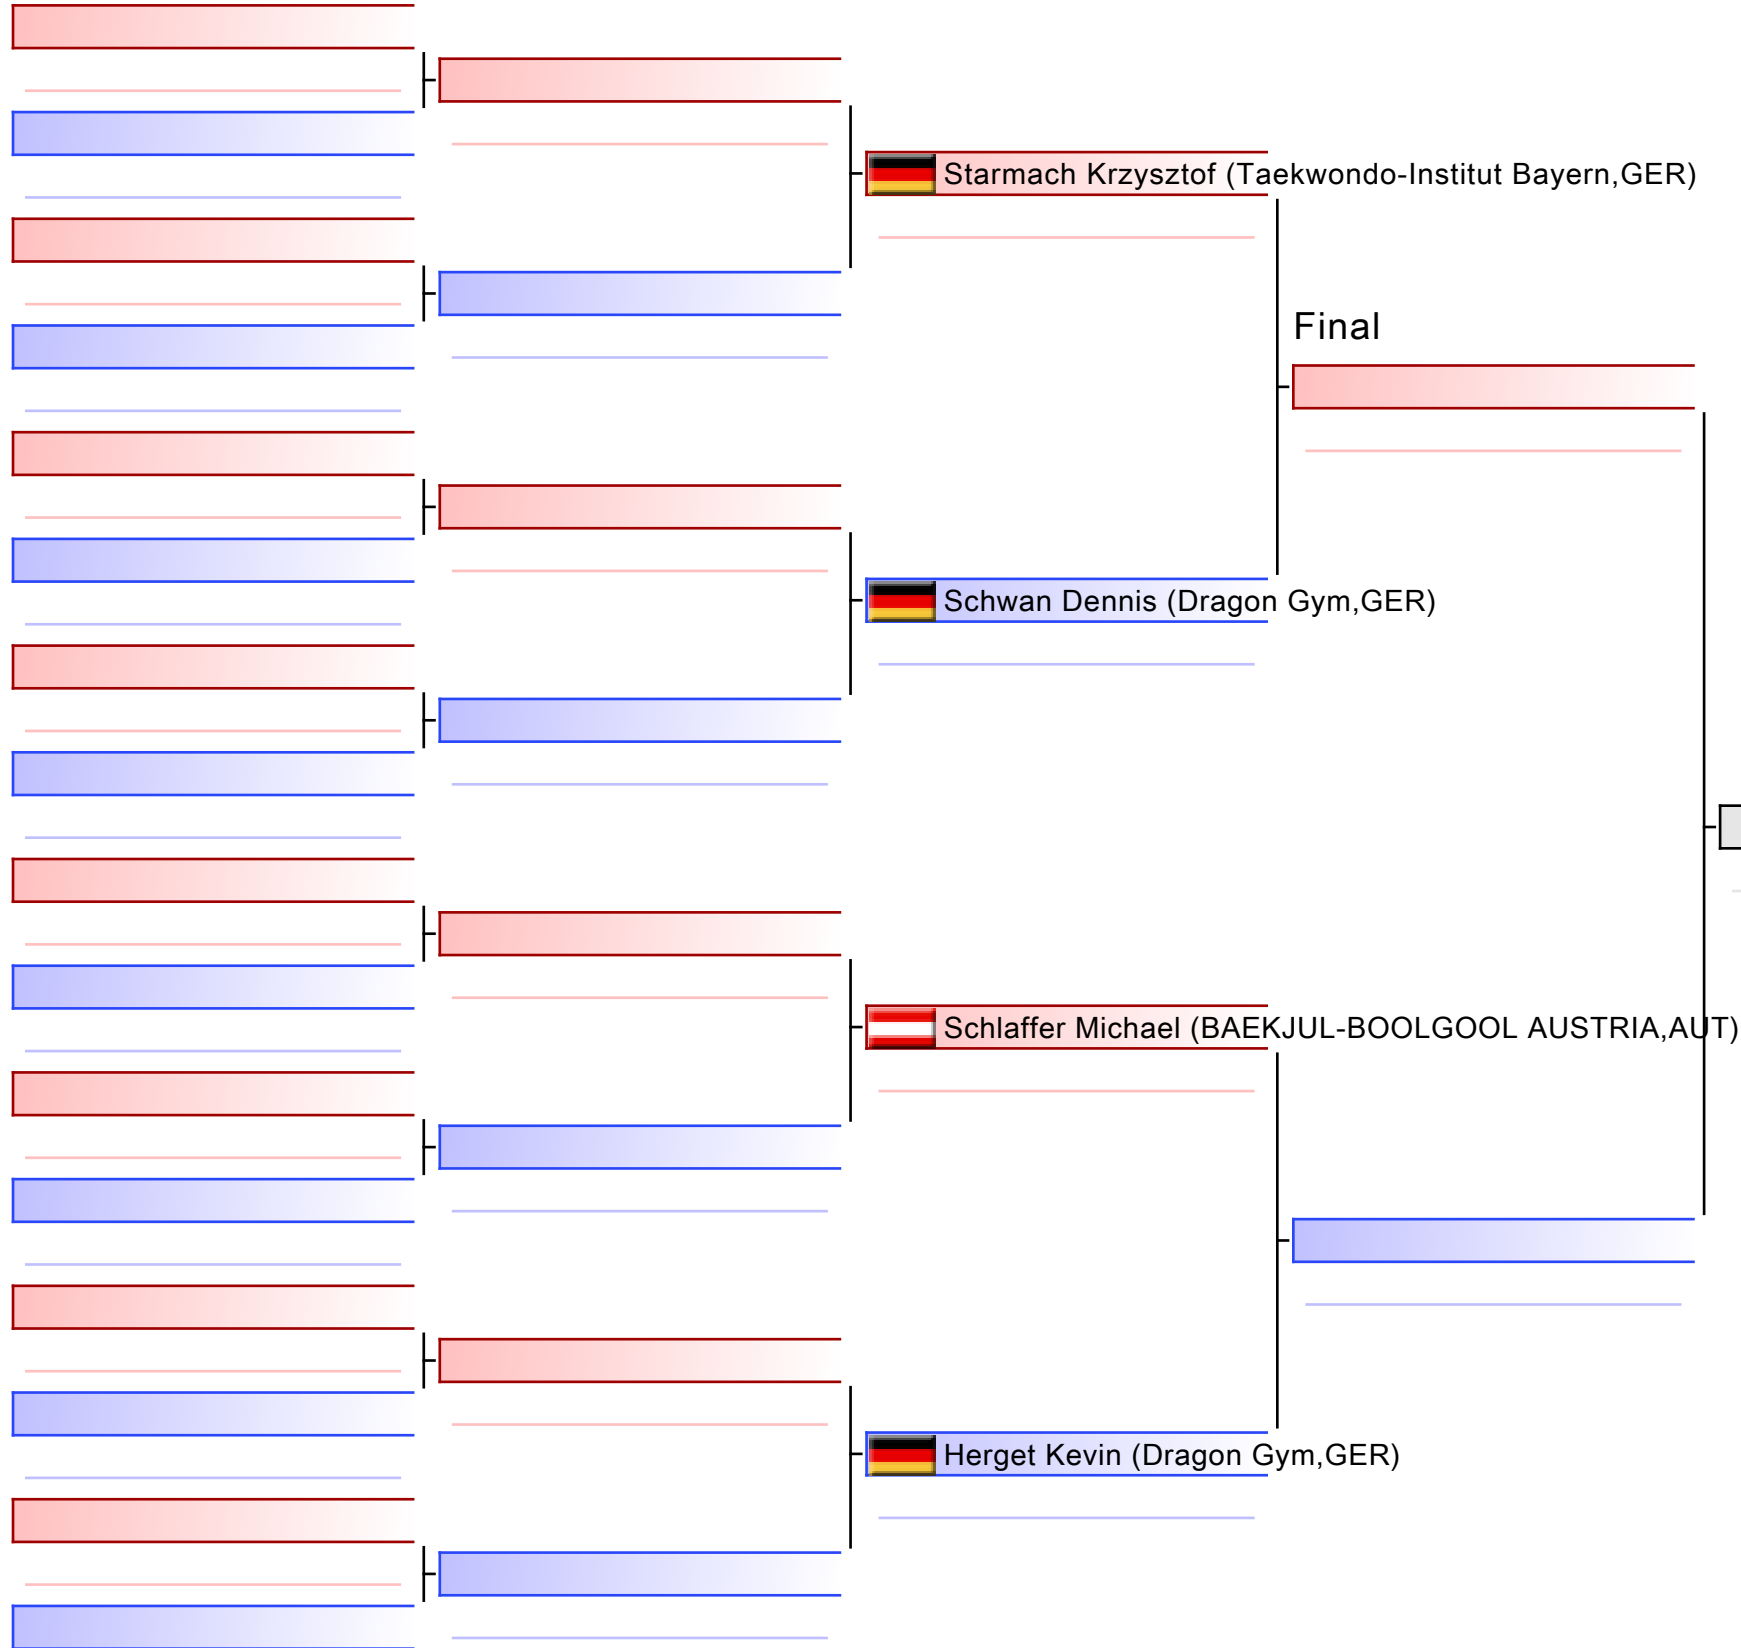 Starmach Krzysztof (Taekwondo-Institut Bayern,GER)
Final
Schwan Dennis (Dragon Gym,GER)
Schlaffer Michael (BAEKJUL-BOOLGOOL AUSTRIA,AUT)
Herget Kevin (Dragon Gym,GER)